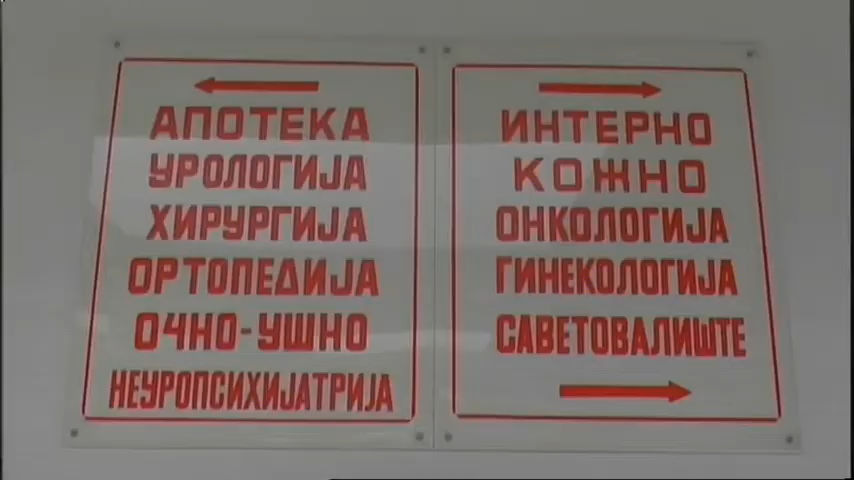 АПОТЕКА
УРОЛОГИЈА
ХИРУРГИЈА
ОРТОПЕДИЈА
ОЧНО-УШНО
НЕУРОПСИХИЈАТРИЈА
ИНТЕРНО
КОЖНО
ОНКОЛОГИЈА
ГИНЕКОЛОГИЈА
САВЕТОВАЛИШТЕ